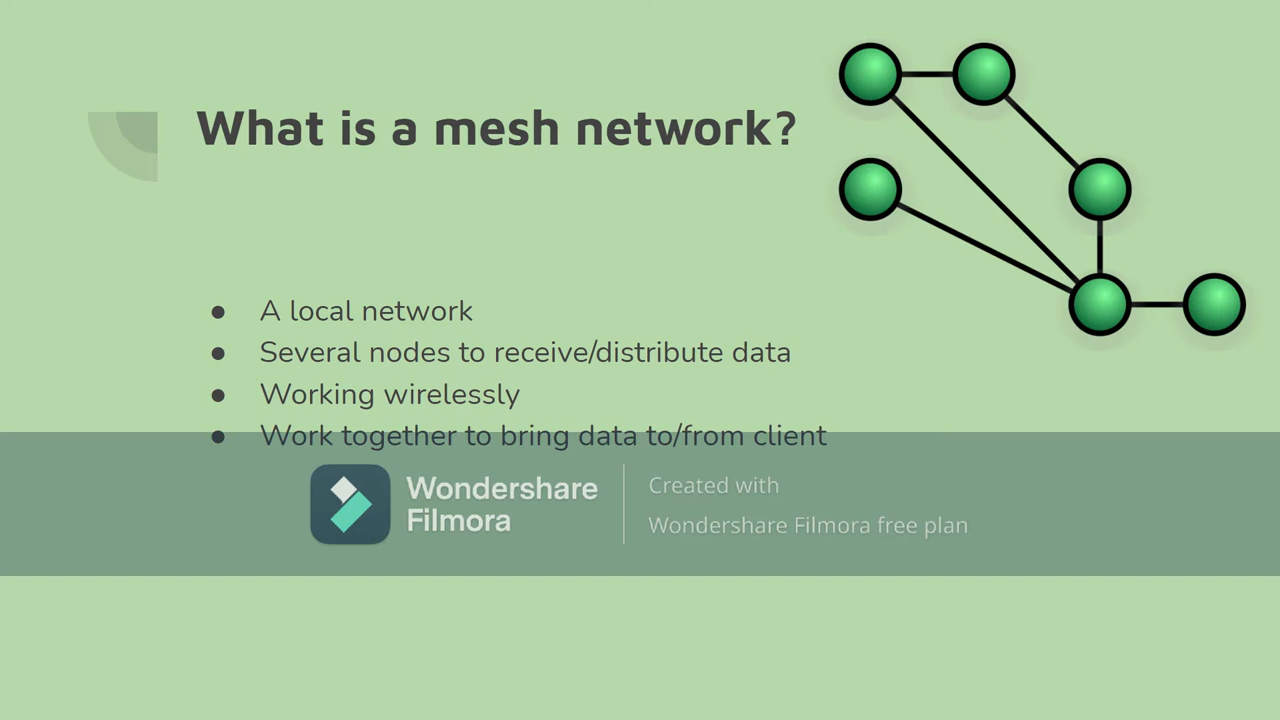 What is a mesh network?
● A local network
● Several nodes to receive/distribute data
● Working wirelessly
● Work together to bring data to/from client
Wondershare
Filmora
Created with
Wondershare Filmora free plan